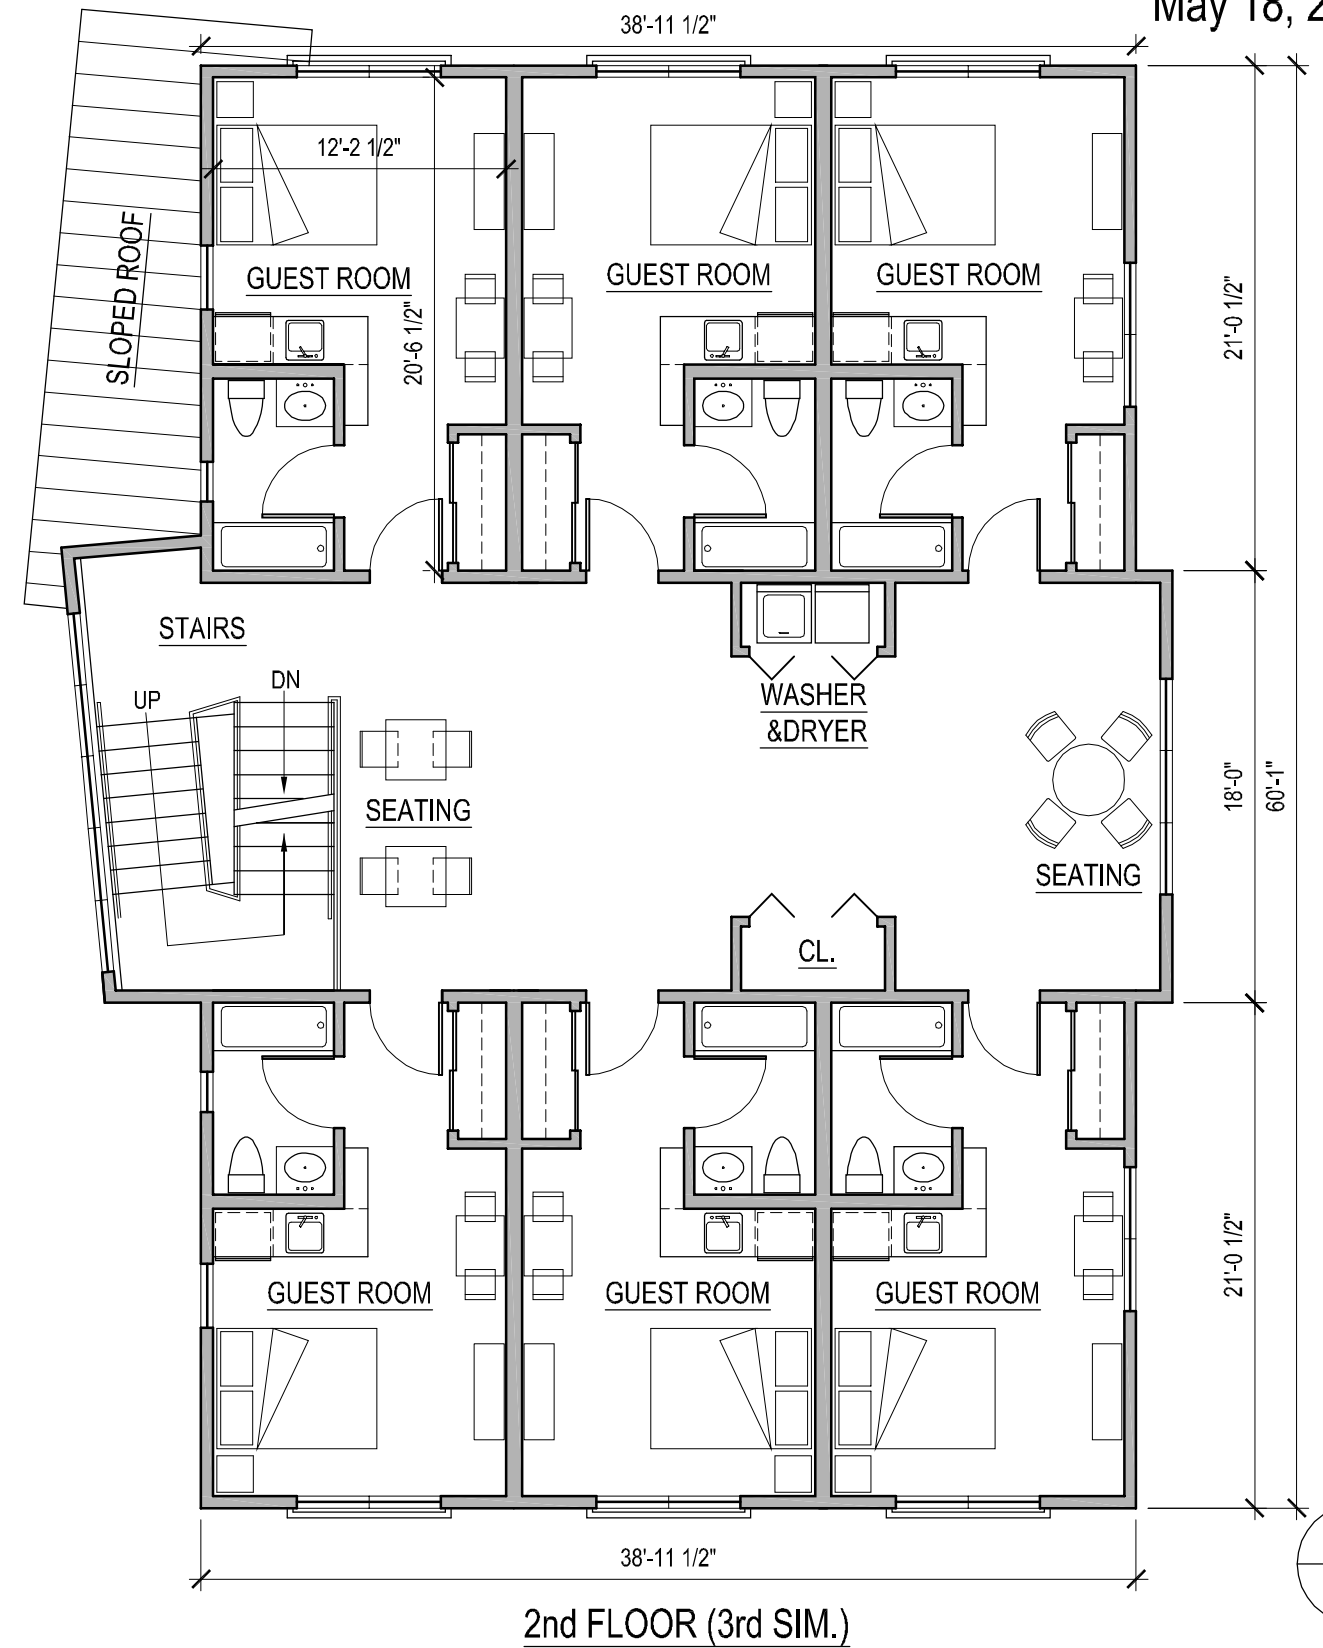 May 18, 2
38'-11 1/2"
12'-2 1/2"
SLOPED ROOF
GUEST ROOM
GUEST ROOM
GUEST ROOM
20'-6 1/2"
21'-0 1/2"
STAIRS
UP
DN
WASHER
&DRYER
SEATING
18'-0"
60'-1"
SEATING
CL.
21'-0 1/2"
GUEST ROOM
GUEST ROOM
GUEST ROOM
38'-11 1/2"
2nd FLOOR (3rd SIM.)